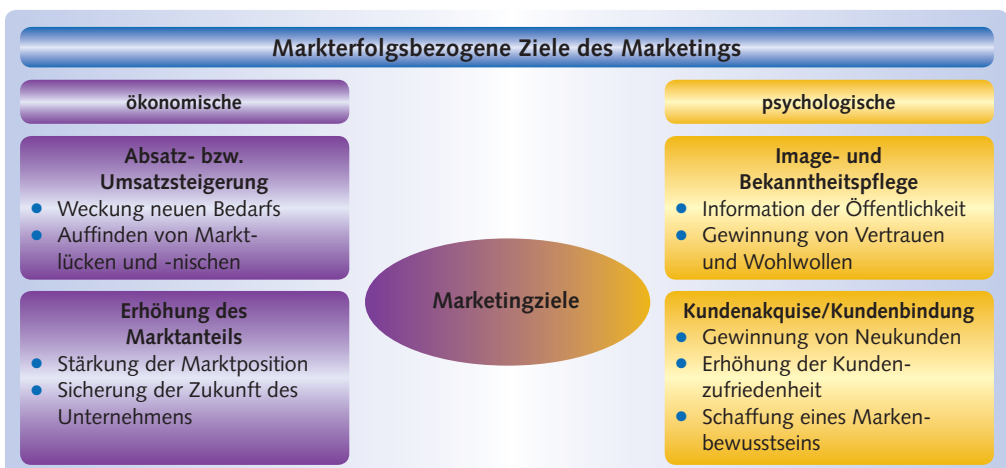 Markterfolgsbezogene Ziele des Marketings
ökonomische
Absatz- bzw.
Umsatzsteigerung
• Weckung neuen Bedarfs
• Auffinden von Markt-
lücken und -nischen
Erhöhung des
Marktanteils
• Stärkung der Marktposition
• Sicherung der Zukunft des
Unternehmens
Marketingziele
psychologische
Image- und
Bekanntheitspflege
• Information der Öffentlichkeit
• Gewinnung von Vertrauen
und Wohlwollen
Kundenakquise/Kundenbindung
• Gewinnung von Neukunden
• Erhöhung der Kunden-
zufriedenheit
• Schaffung eines Marken-
bewusstseins